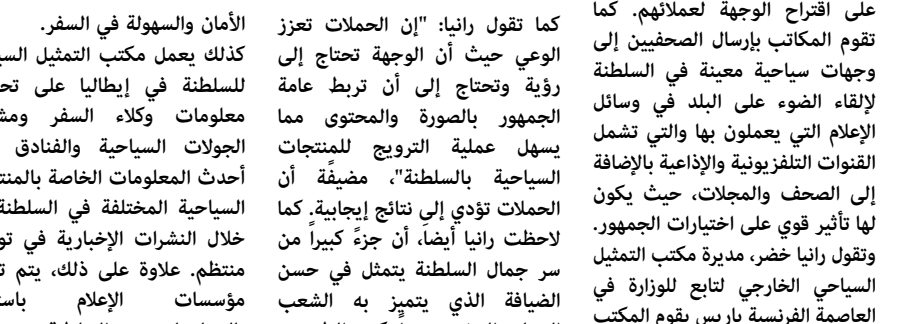 على اقتراح الوجهة لعملائهم. كما
تقوم المكاتب بإرسال الصحفيين إلى
وجهات سياحية معينة في السلطنة
لإلقاء الضوء على البلد في وسائل
الإعلام التي يعملون بها والتي تشمل
القنوات التلفزيونية والإذاعية بالإضافة
إلى الصحف والمجلات، حيث يكون
لها تأثير قوي على اختيارات الجمهور.
وتقول رانيا خضر، مديرة مكتب التمثيل
السياحي الخارجي لتابع للوزارة في
العاصمة الفرنسية باريس يقوم المكتب
كما تقول رانيا: "إن الحملات تعزز
الوعي حيث أن الوجهة تحتاج إلى
رؤية وتحتاج إلى أن تربط عامة
الجمهور بالصورة والمحتوى مما
يسهل عملية الترويج للمنتجات
السياحية بالسلطنة"، مضيفًة أن
الحملات تؤدي إلى نتائج إيجابية. كما
لاحظت رانيا أيضاً، أن جزءً كبيراً من
سر جمال السلطنة يتمثل في حسن
الضيافة الذي يتميز به الشعب
الأمان والسهولة في السفر.
كذلك يعمل مكتب التمثيل
للسلطنة في إيطاليا على
معلومات وكلاء السفر
الجولات السياحية والفنادق
أحدث المعلومات الخاصة
السياحية المختلفة في السلطنة
خلال النشرات الإخبارية في
منتظم. علاوة على ذلك، يتم
مؤسسات الإعلام